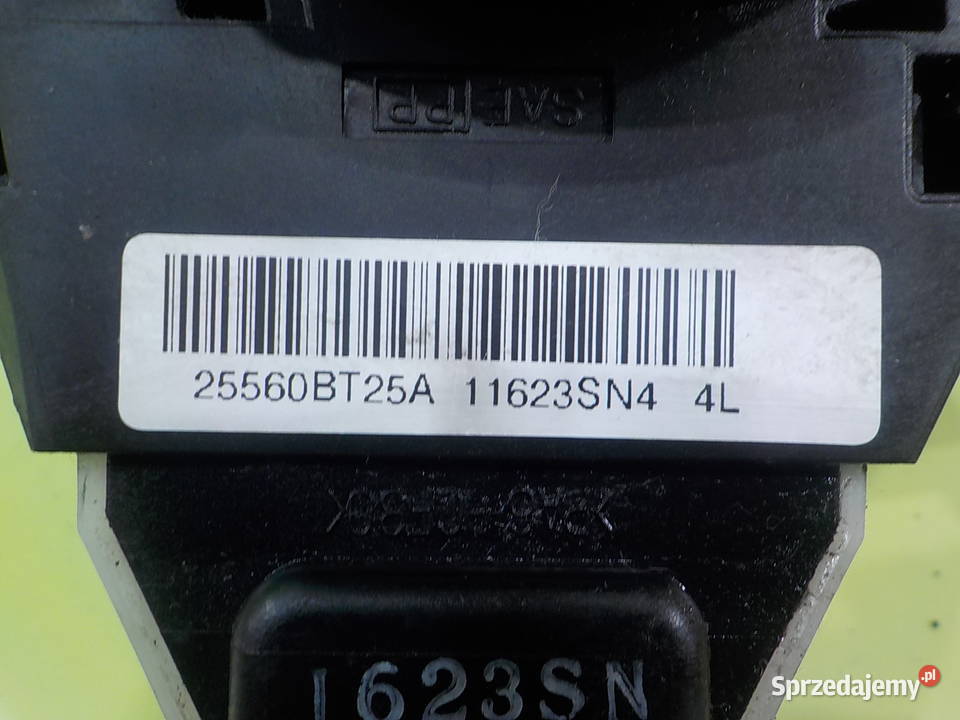 SAE PP
25560BT25A 11623SN4 4L
1623SN
Sprzedajemy.pl